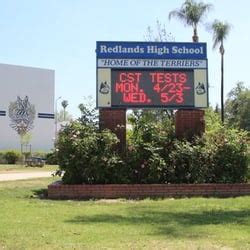 Redlands High School
"HOME OF THE TERRIERS"
CST TESTS
MON. 4/23-
WED. 5/3